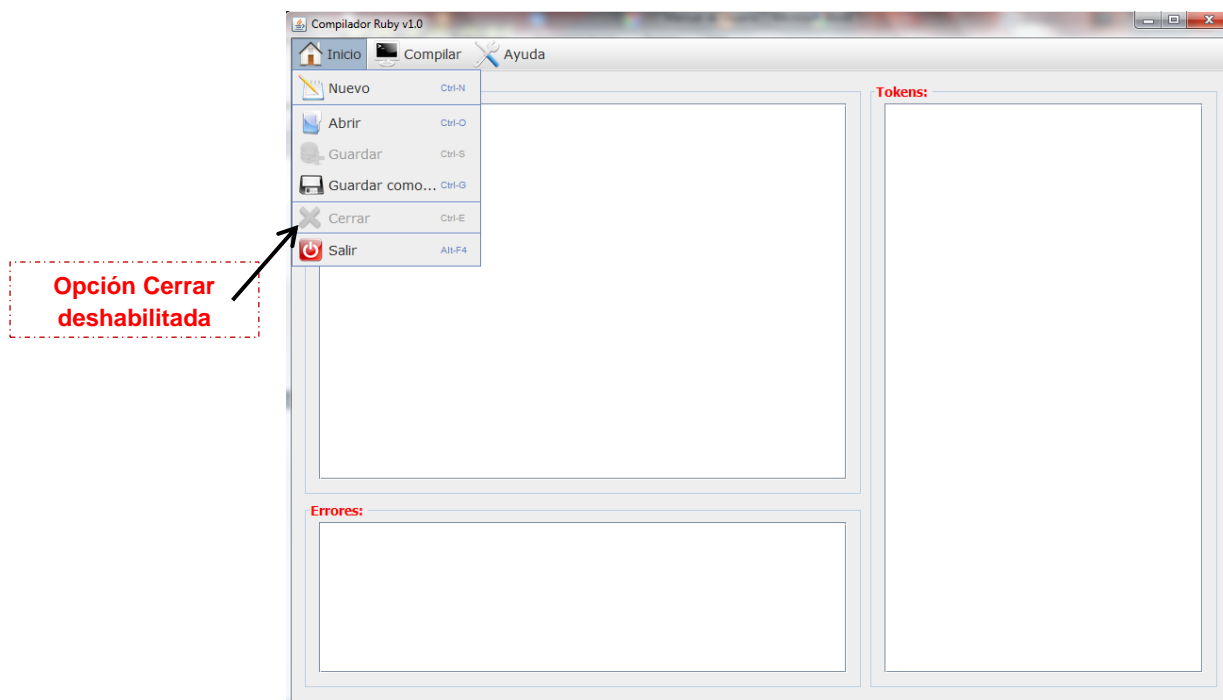 Compilador Ruby v1.0
Inicio Compilar Ayuda
Nuevo Ctrl-N
Abrir Ctrl-O
Guardar Ctrl-S
Guardar como... Ctrl-G
Cerrar Ctrl-E
Salir Alt-F4
Tokens:
Opción Cerrar
deshabilitada
Errores: